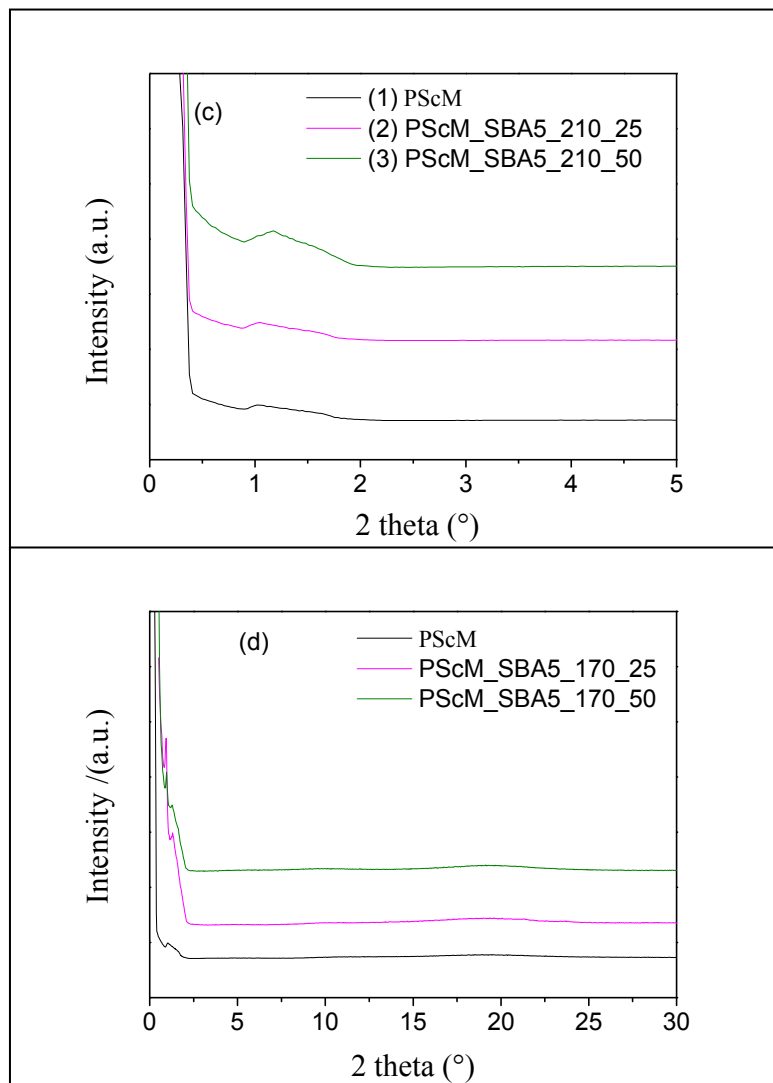 (c)
(1) PScM
(2) PScM_SBA5_210_25
(3) PScM_SBA5_210_50
Intensity (a.u.)
0 1 2 3 4 5
2 theta (°)
(d)
PScM
PScM_SBA5_170_25
PScM_SBA5_170_50
Intensity /(a.u.)
0 5 10 15 20 25 30
2 theta (°)